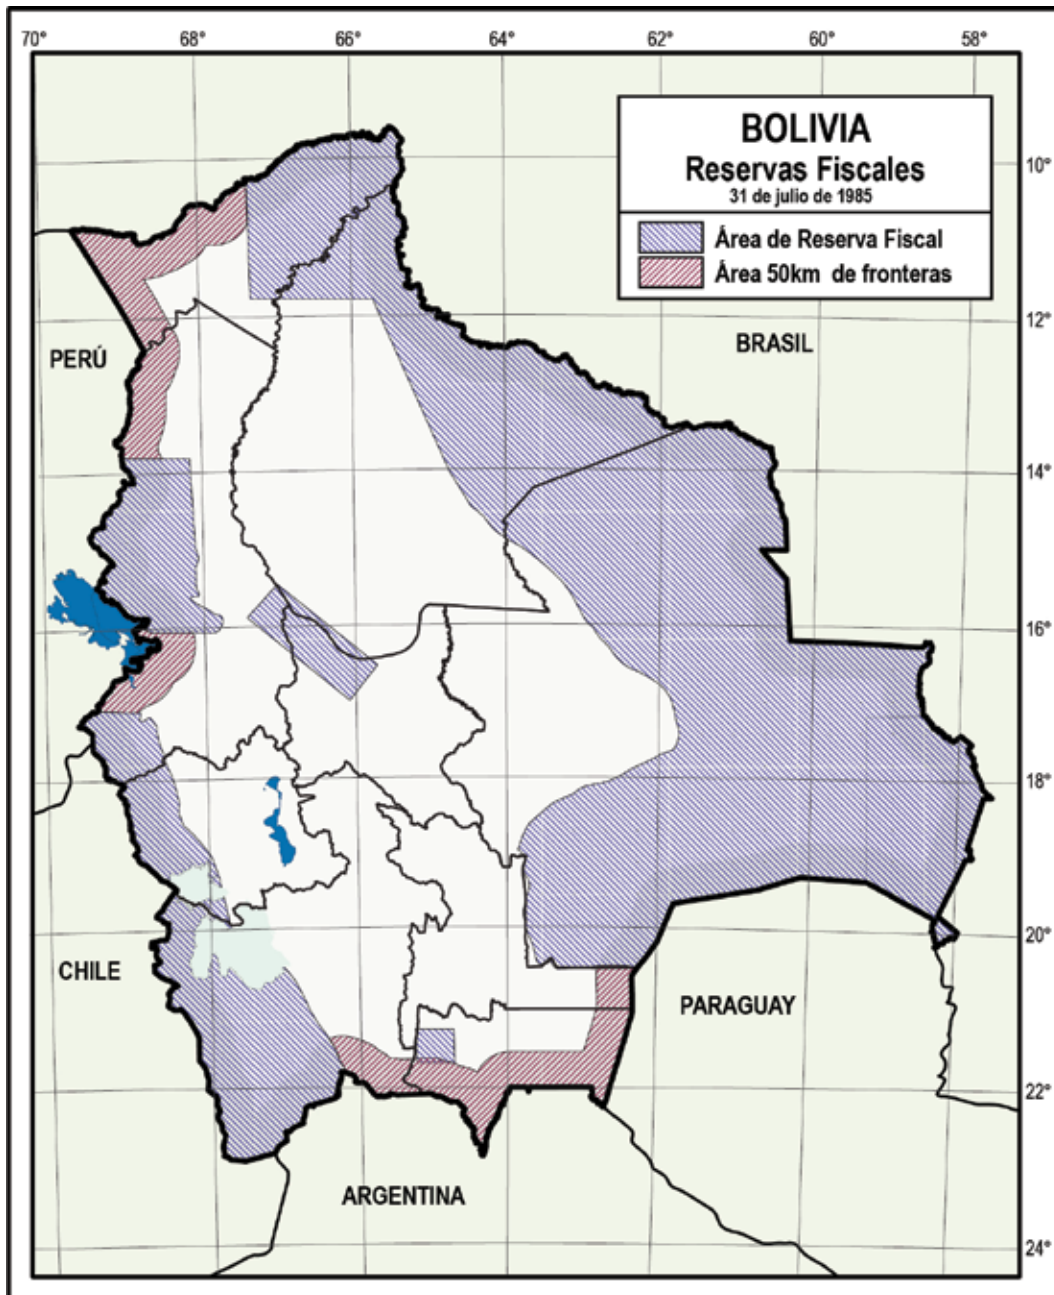 70° 68° 66° 64° 62° 60° 58°
BOLIVIA
Reservas Fiscales
31 de julio de 1985
Área de Reserva Fiscal
Área 50km de fronteras
10°
12°
BRASIL
PERÚ
14°
16°
18°
20°
CHILE
PARAGUAY
22°
ARGENTINA
24°